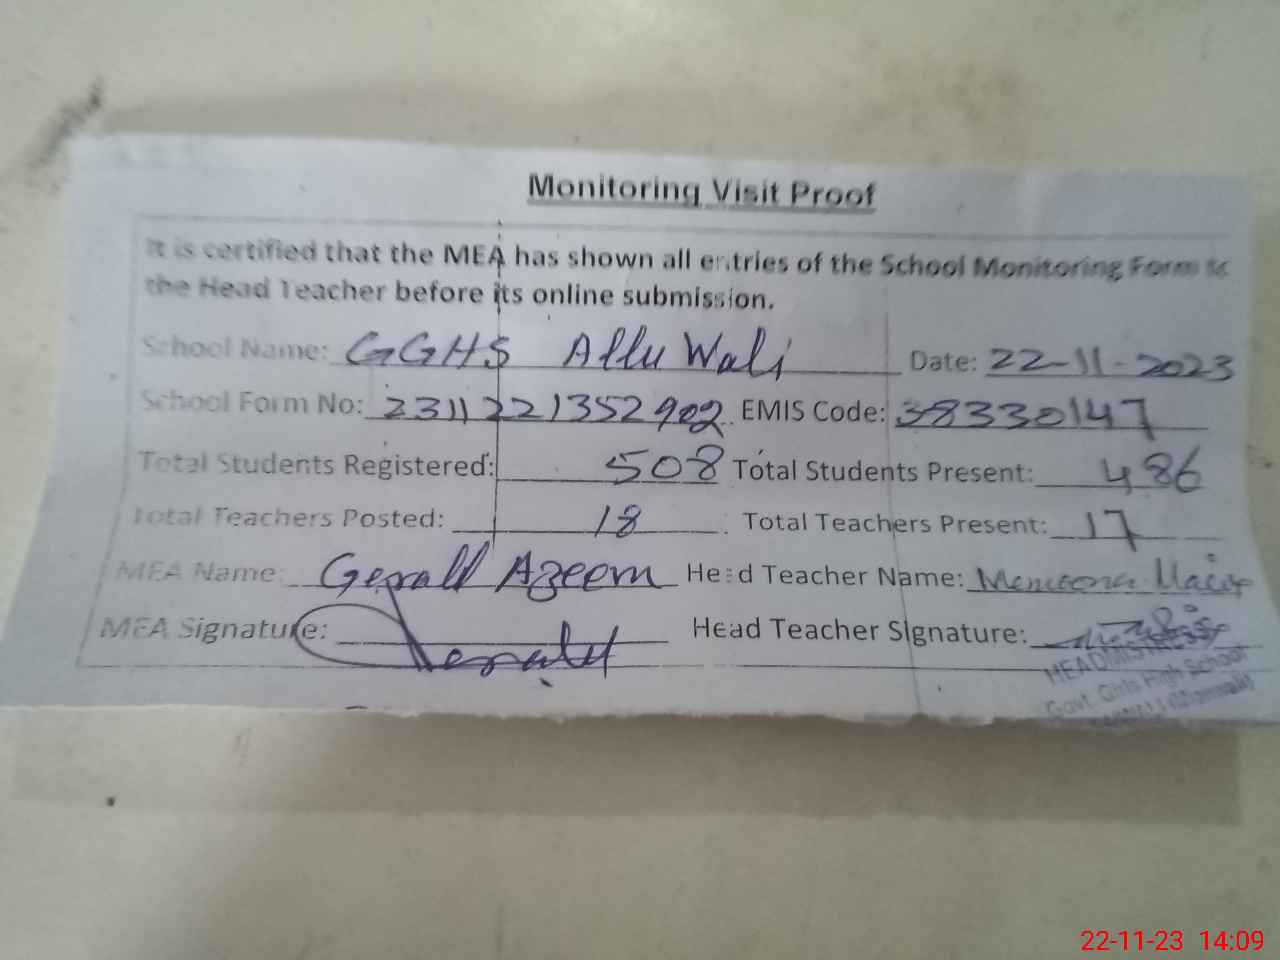 Monitoring Visit Proof
It is certified that the MEA has shown all entries of the School Monitoring Form to
the Head Teacher before its online submission.
School Name: GGHS Allu Wali Date: 22-11-2023
School Form No: 2311221352902 EMIS Code: 38330147
Total Students Registered: 508 Total Students Present: 486
Total Teachers Posted: 18 Total Teachers Present: 17
MEA Name: Gerald Azeem Head Teacher Name:
MEA Signature: Gerald Head Teacher Signature:
HEADMISTRESS
Govt. Girls High School
22-11-23 14:09